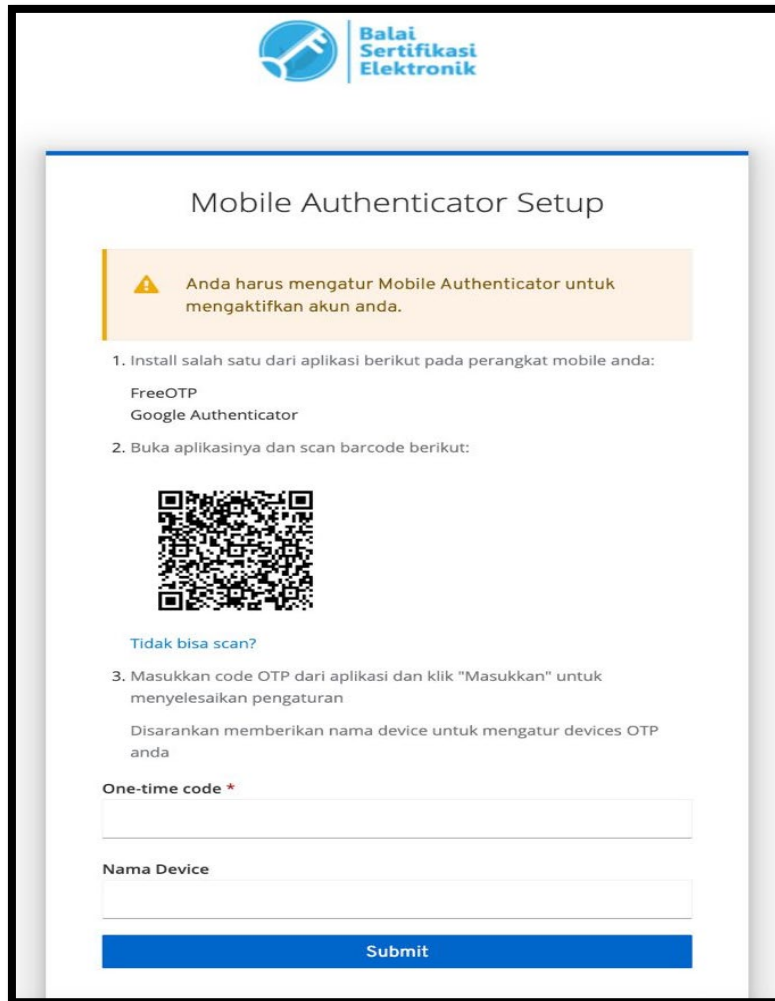 Balai
Sertifikasi
Elektronik
Mobile Authenticator Setup
Anda harus mengatur Mobile Authenticator untuk
mengaktifkan akun anda.
1. Install salah satu dari aplikasi berikut pada perangkat mobile anda:
FreeOTP
Google Authenticator
2. Buka aplikasinya dan scan barcode berikut:
Tidak bisa scan?
3. Masukkan code OTP dari aplikasi dan klik "Masukkan" untuk
menyelesaikan pengaturan
Disarankan memberikan nama device untuk mengatur devices OTP
anda
One-time code *
Nama Device
Submit